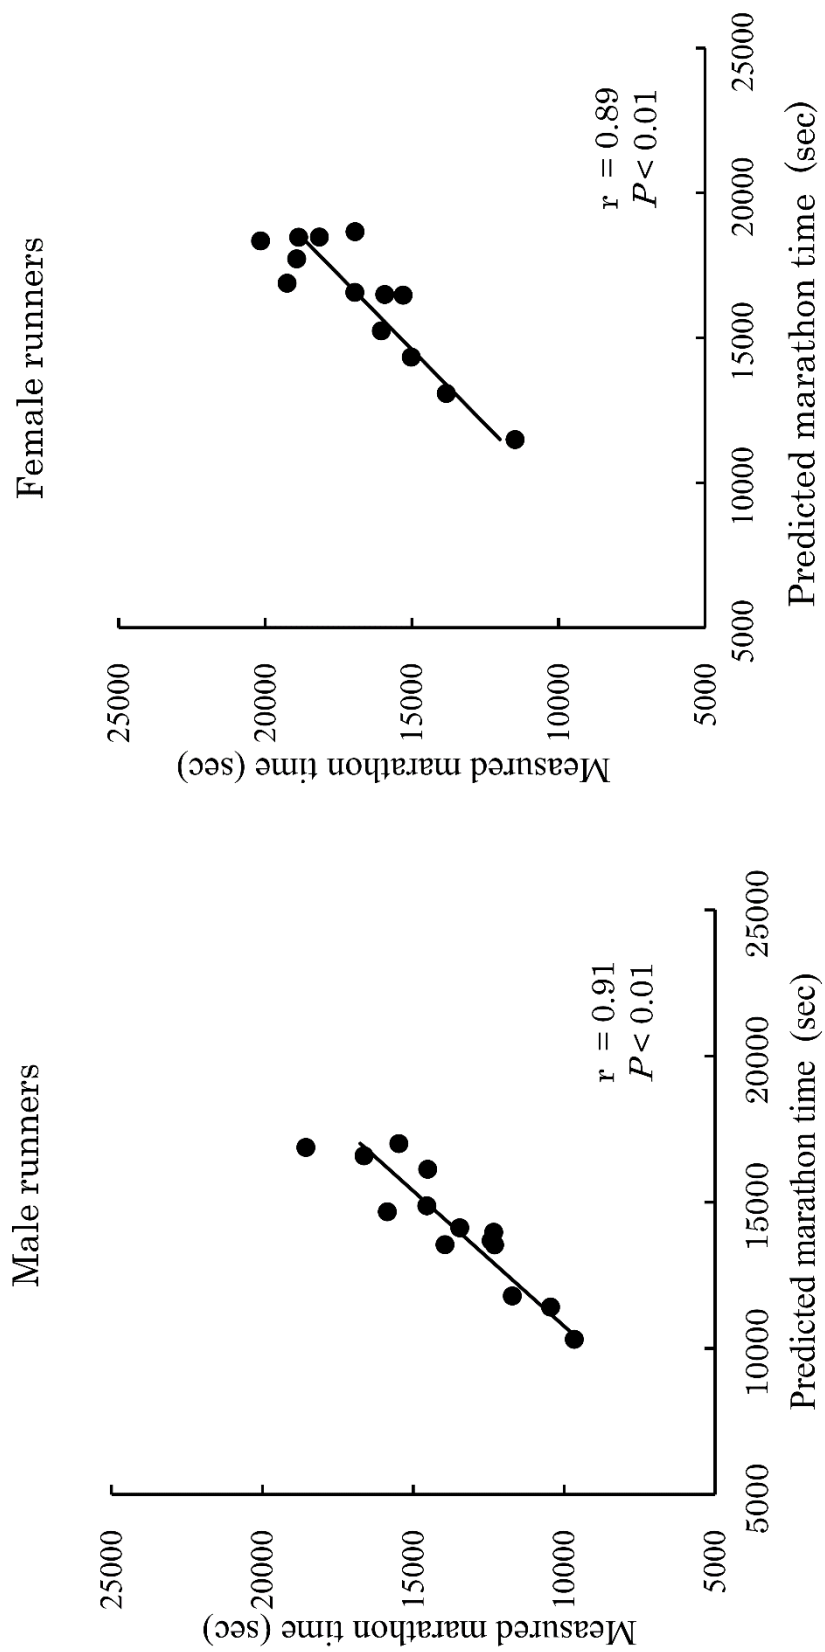 Male runners
25000
20000
15000
10000
5000
Measured marathon time (sec)
r = 0.91
P < 0.01
5000 10000 15000 20000 25000
Predicted marathon time (sec)
Female runners
25000
20000
15000
10000
5000
Measured marathon time (sec)
r = 0.89
P < 0.01
5000 10000 15000 20000 25000
Predicted marathon time (sec)